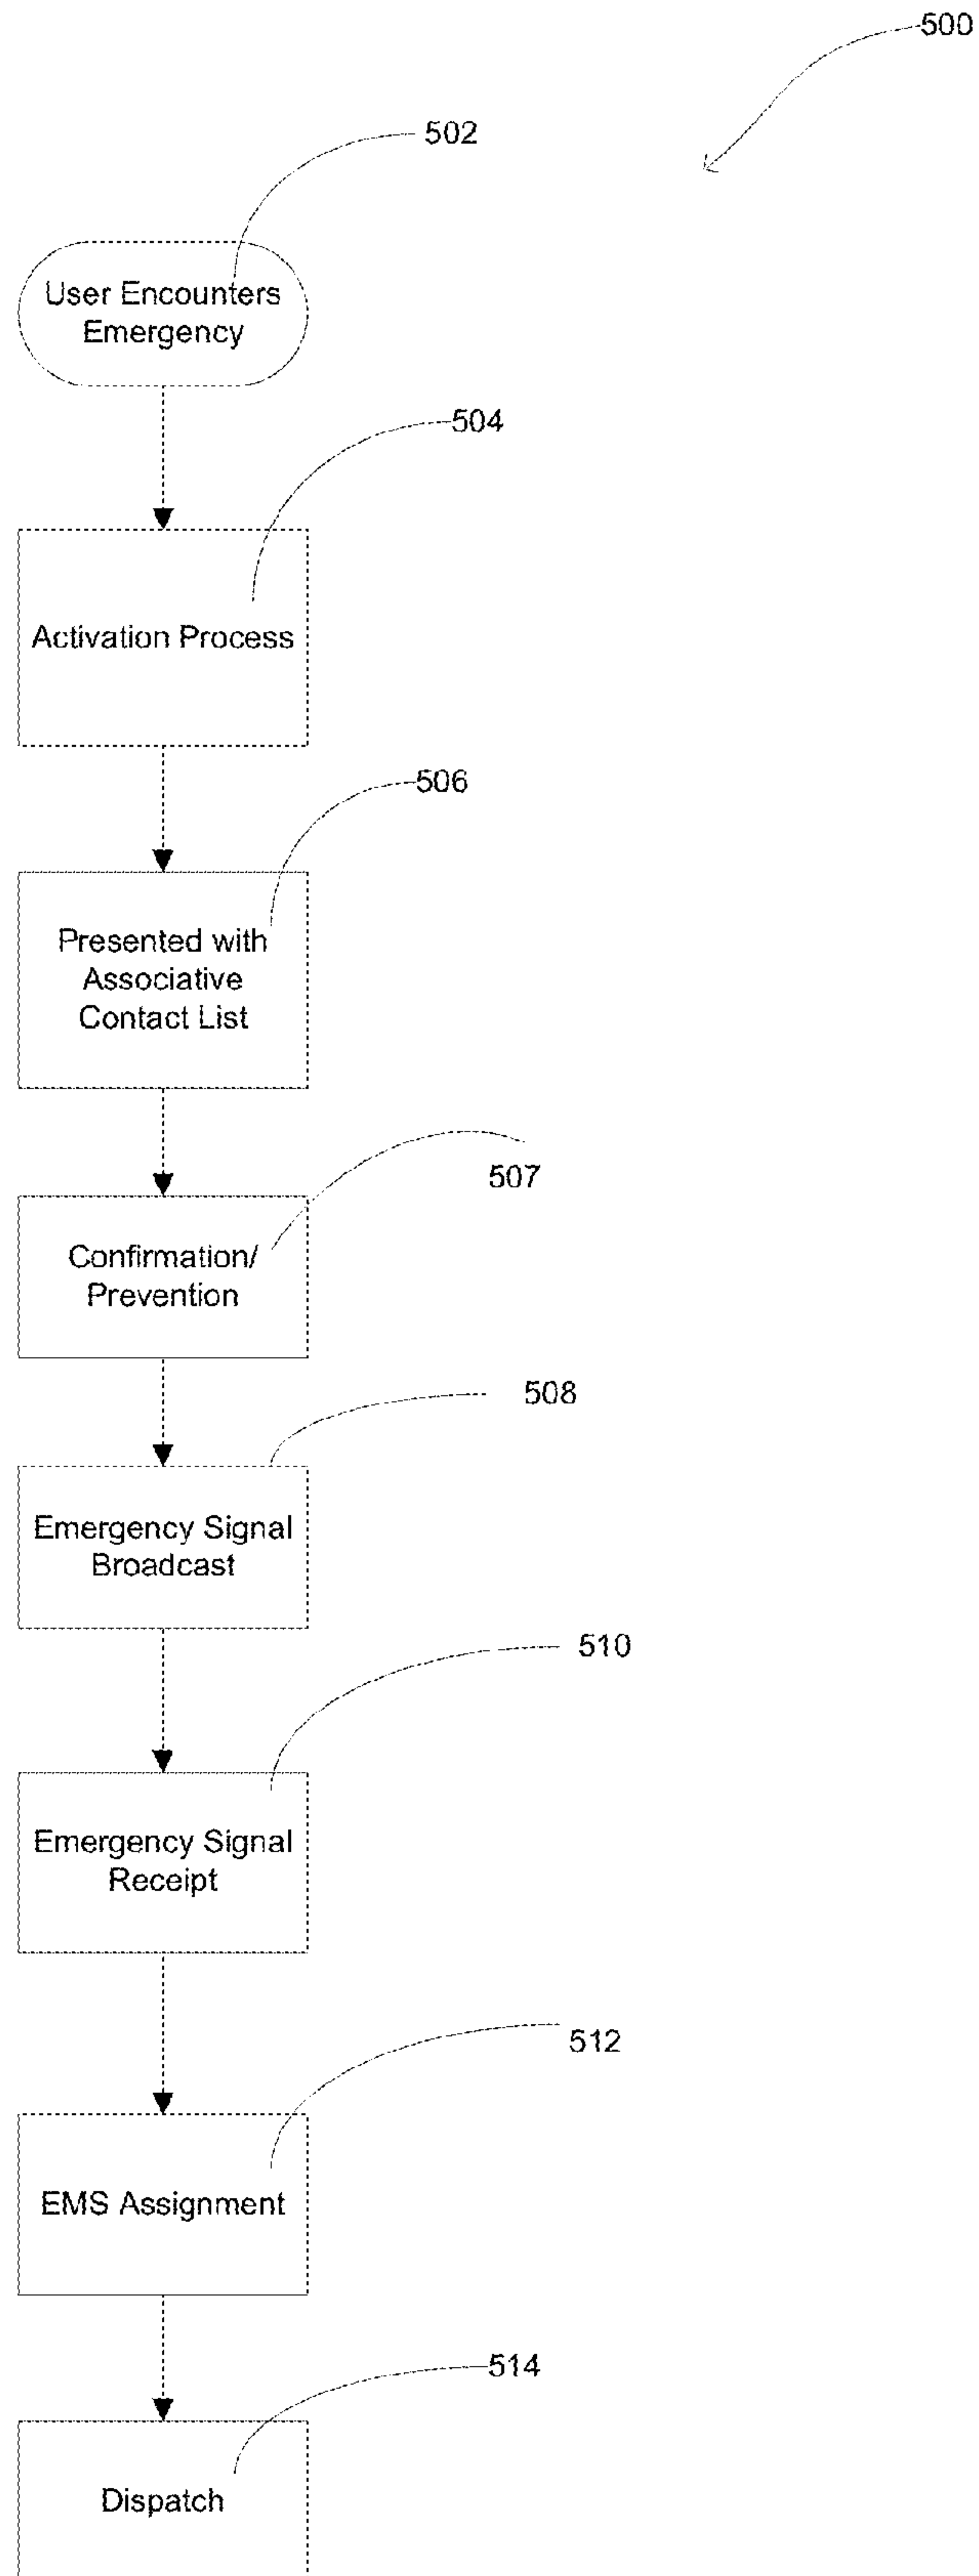 500
502
User Encounters
Emergency
504
Activation Process
506
Presented with
Associative
Contact List
507
Confirmation/
Prevention
508
Emergency Signal
Broadcast
510
Emergency Signal
Receipt
512
EMS Assignment
514
Dispatch